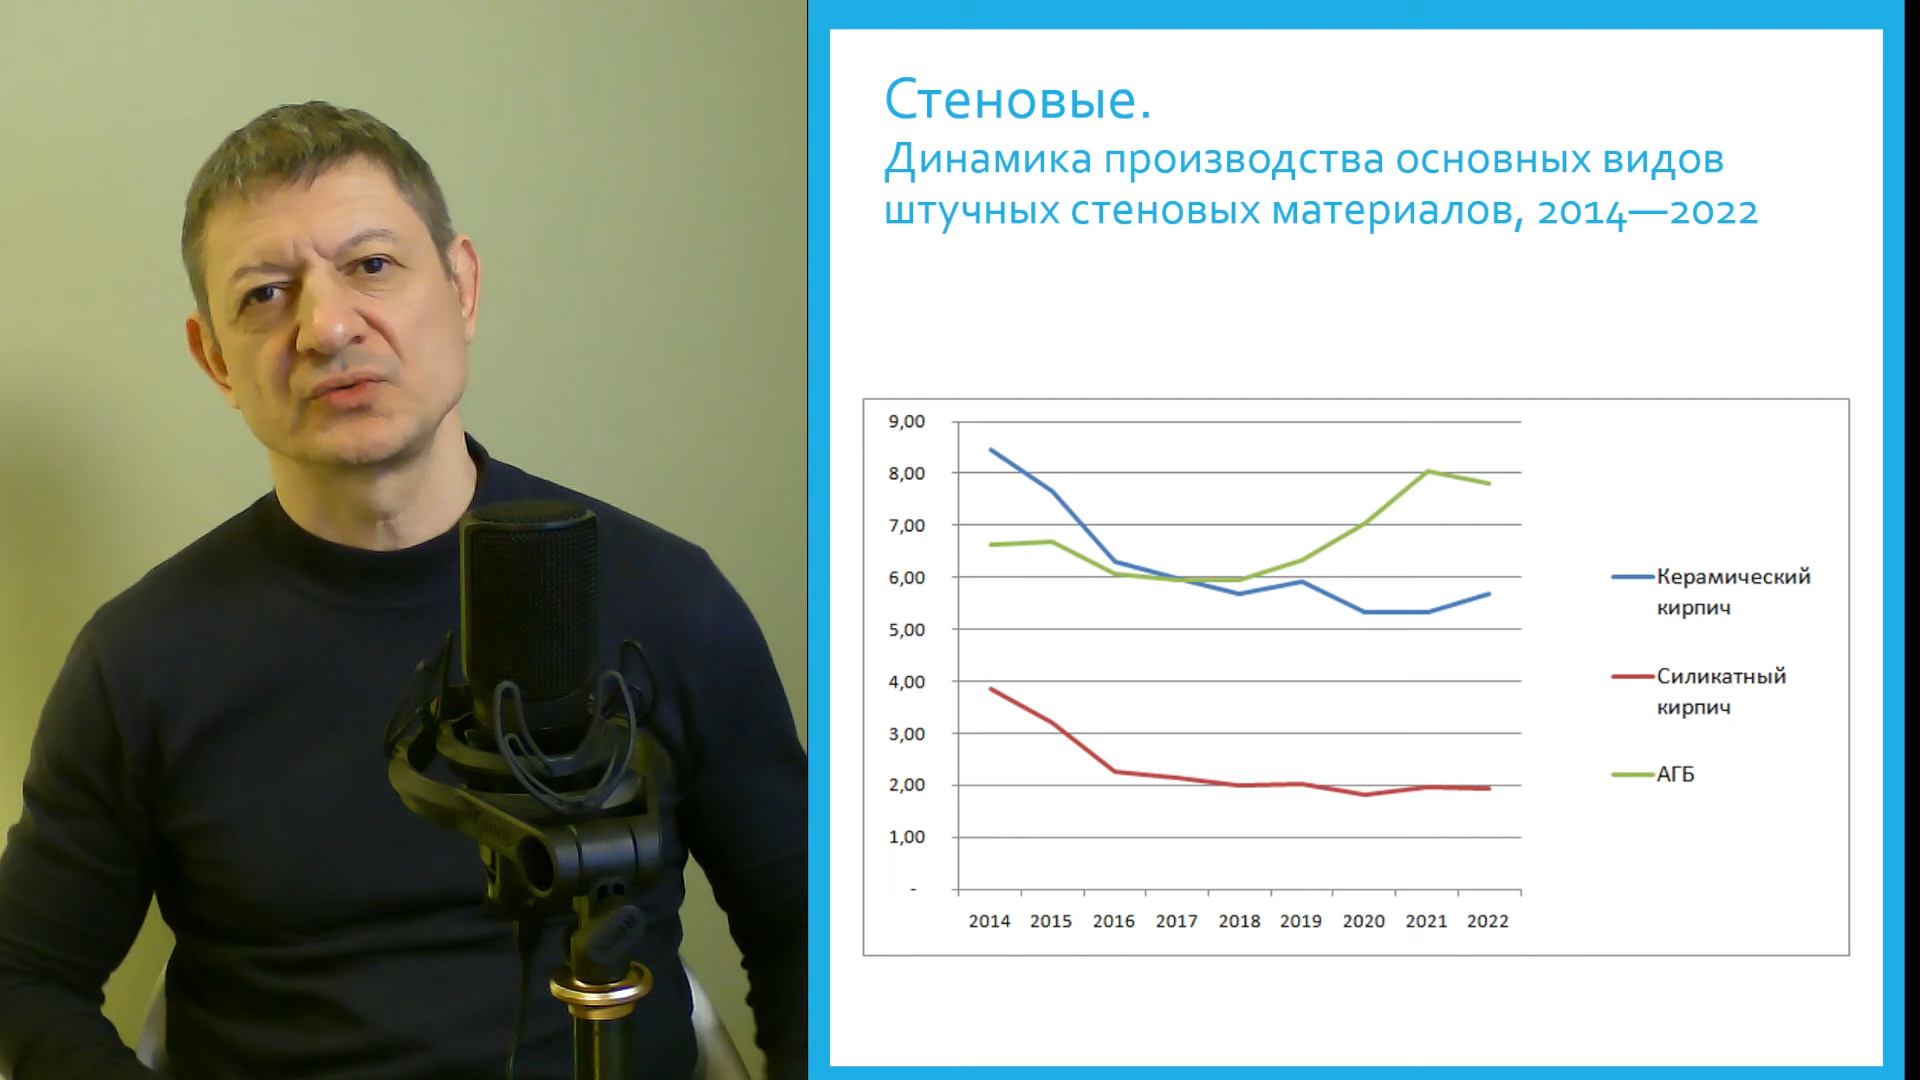 Стеновые.
Динамика производства основных видов
штучных стеновых материалов, 2014—2022
9,00
8,00
7,00
6,00
5,00
4,00
3,00
2,00
1,00
-
2014 2015 2016 2017 2018 2019 2020 2021 2022
Керамический
кирпич
Силикатный
кирпич
АГБ